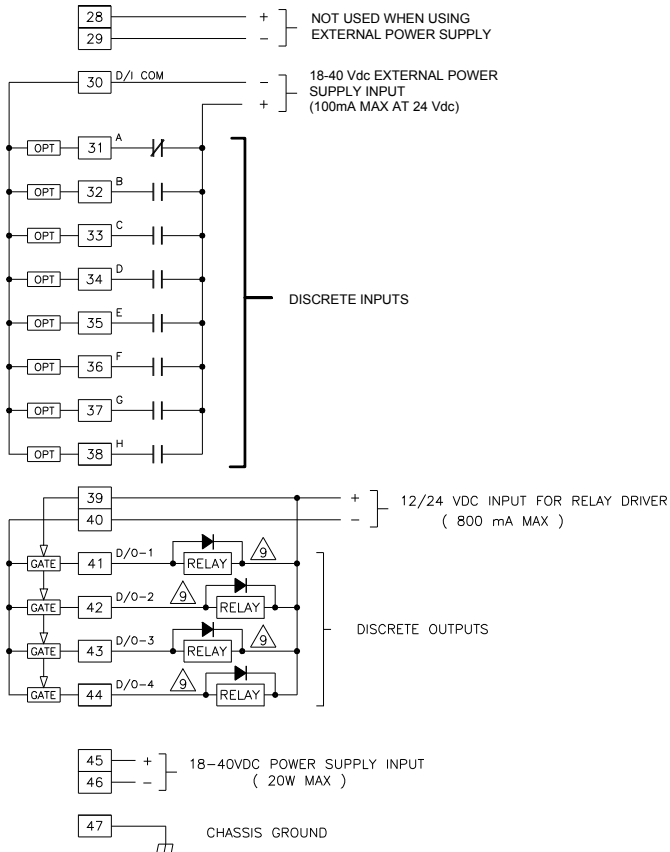 28 + NOT USED WHEN USING
29 - EXTERNAL POWER SUPPLY
30 D/I COM - 18-40 Vdc EXTERNAL POWER
SUPPLY INPUT
+ (100mA MAX AT 24 Vdc)
OPT 31 A
OPT 32 B
OPT 33 C
OPT 34 D
DISCRETE INPUTS
OPT 35 E
OPT 36 F
OPT 37 G
OPT 38 H
39 + 12/24 VDC INPUT FOR RELAY DRIVER
40 - ( 800 mA MAX )
GATE 41 D/O-1 RELAY 9
GATE 42 D/O-2 9 RELAY
DISCRETE OUTPUTS
GATE 43 D/O-3 RELAY 9
GATE 44 D/O-4 9 RELAY
45 + 18-40VDC POWER SUPPLY INPUT
46 - ( 20W MAX )
47 CHASSIS GROUND